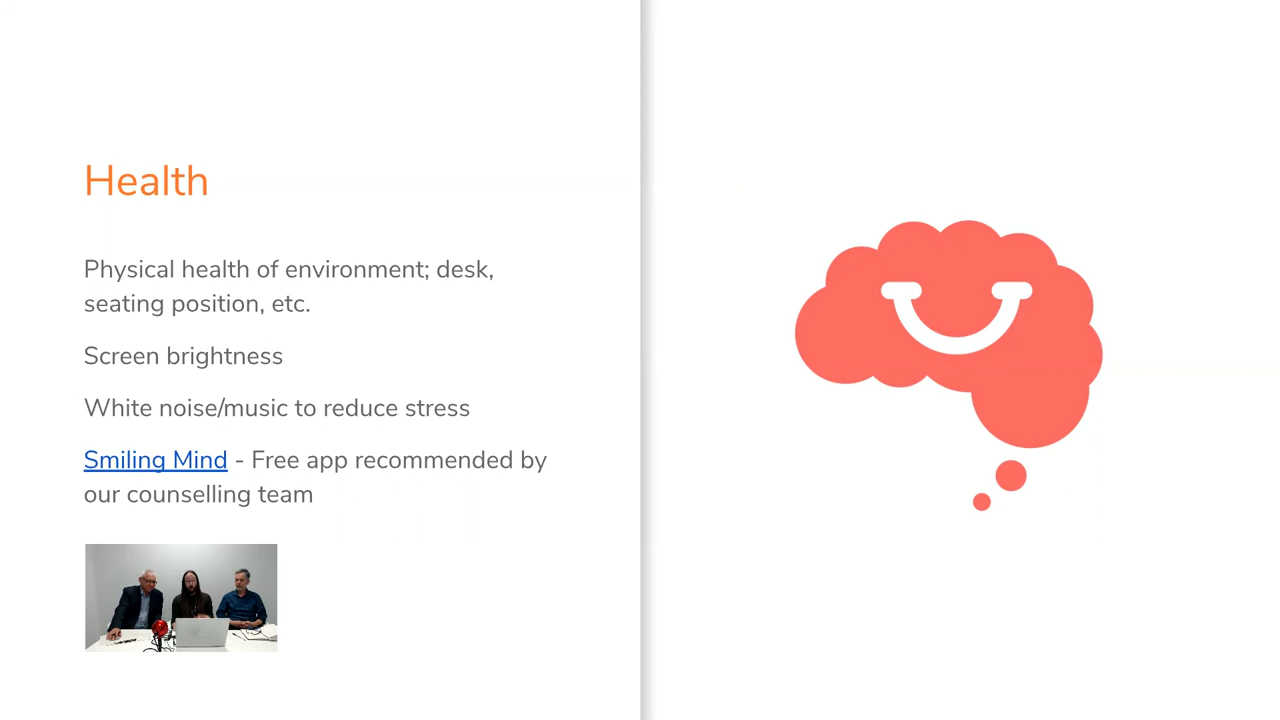 Health
Physical health of environment; desk,
seating position, etc.
Screen brightness
White noise/music to reduce stress
Smiling Mind - Free app recommended by
our counselling team